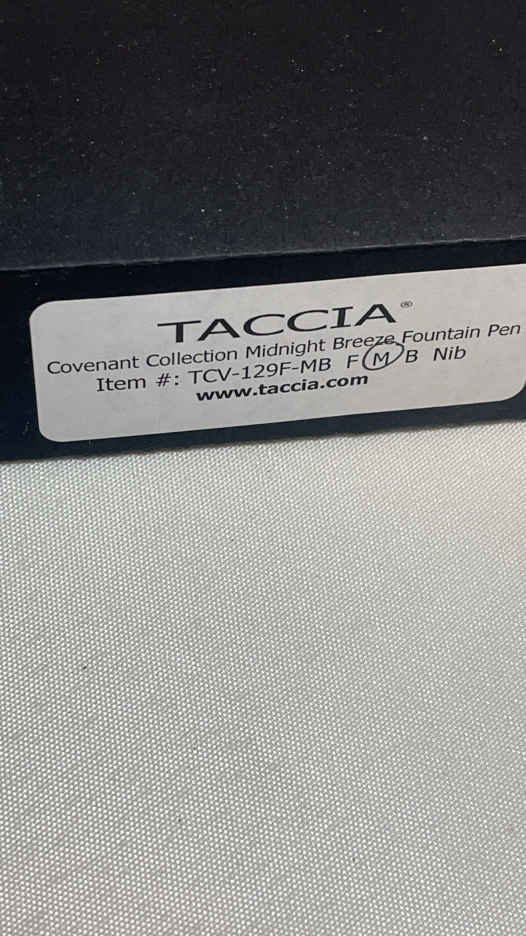 TACCIA®
Covenant Collection Midnight Breeze Fountain Pen
Item #: TCV-129F-MB F M B Nib
www.taccia.com